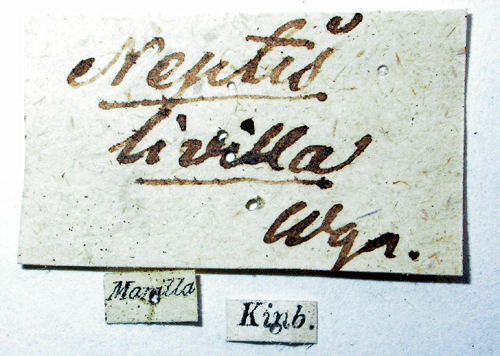 Neptis
livilla
Wgr.
Manilla
Kinb.